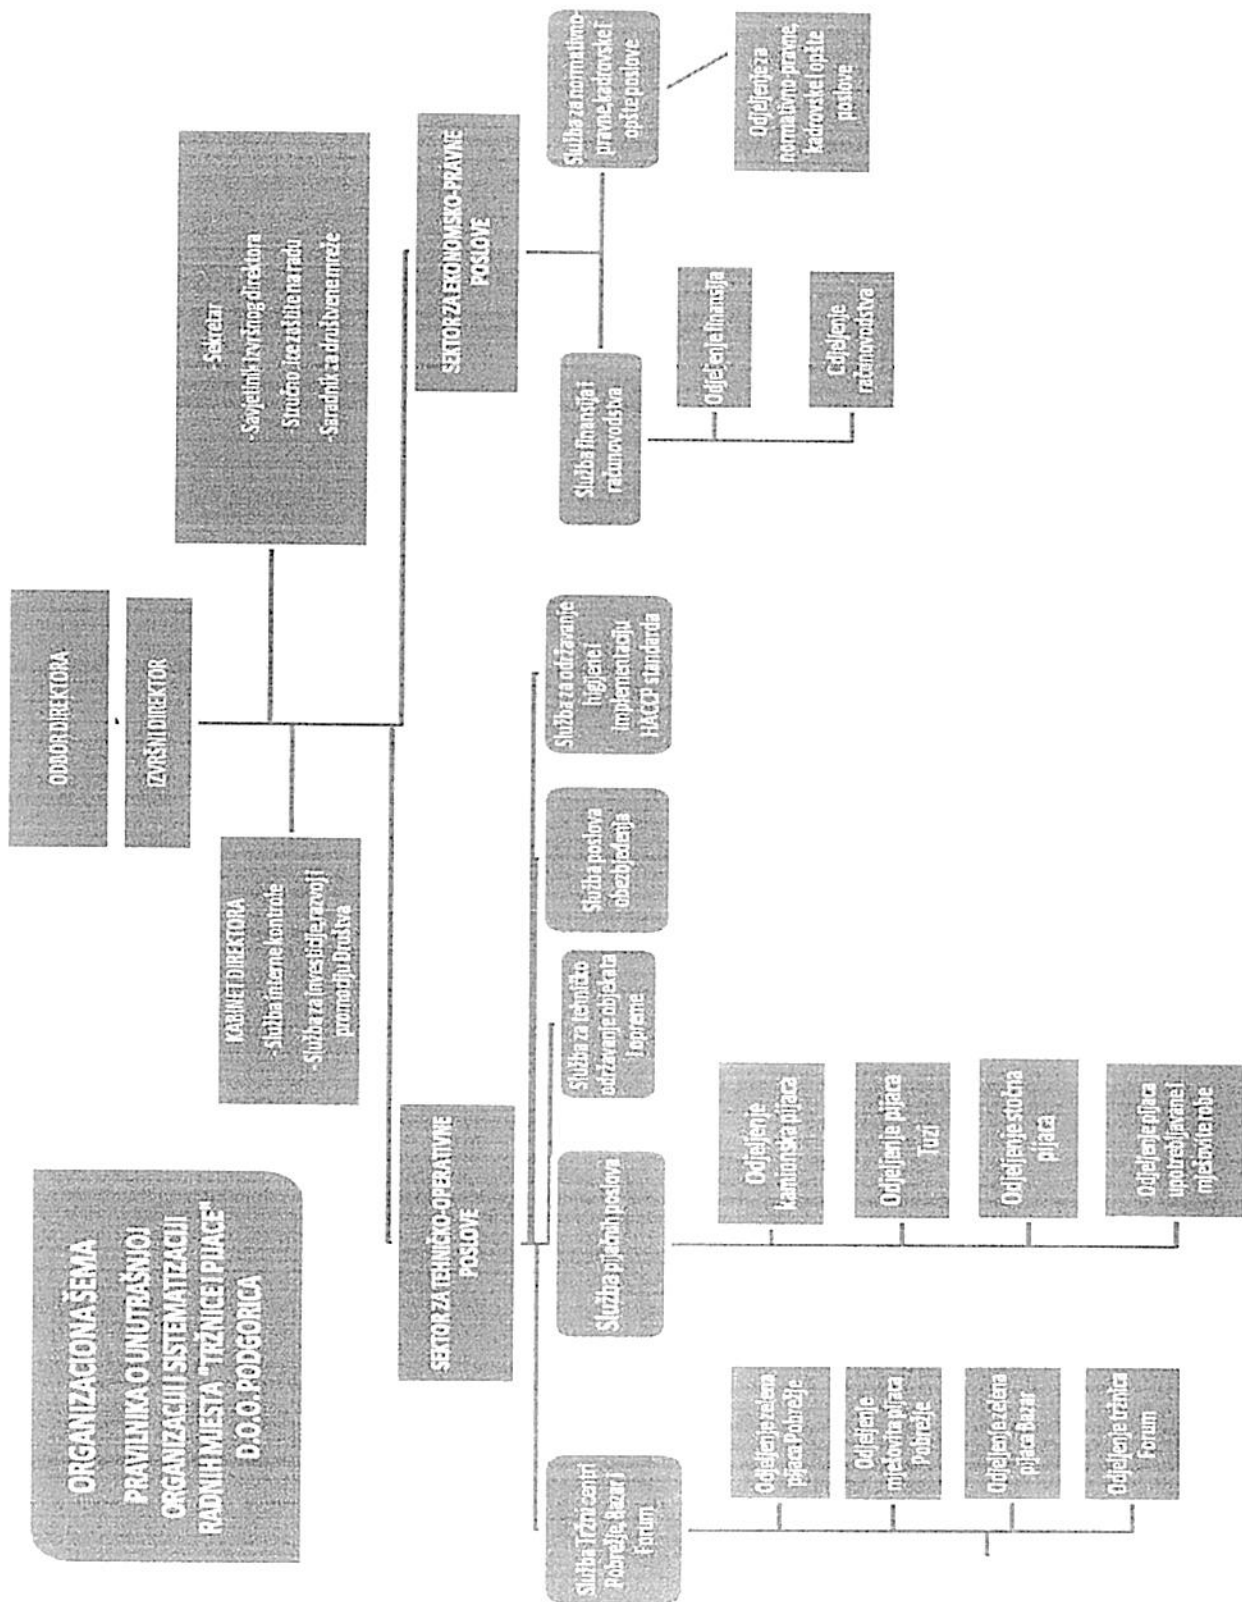 ORGANIZACIONA ŠEMA
PRAVILNIKA O UNUTRAŠNJOJ
ORGANIZACIJI I SISTEMATIZACIJI
RADNIH MJESTA "TRŽNICE I PIJACE"
D.O.O. PODGORICA
ODBOR DIREKTORA
IZVRŠNI DIREKTOR
KABINET DIREKTORA
-Služba interne kontrole
-Služba za investicije, razvoj i
promociju Društva
-Sekretar
-Savjetnik izvršnog direktora
-Stručno lice zaštite na radu
-Saradnik za društvene mreže
SEKTOR ZA TEHNIČKO-OPERATIVNE
POSLOVE
SEKTOR ZA EKONOMSKO-PRAVNE
POSLOVE
Služba Tržni centri
Pobrežje, Bazar i
Forum
Služba pijačnih poslova
Služba za tehničko
održavanje objekata
i opreme
Služba poslova
obezbjeđenja
Služba za održavanje
higijene i
implementaciju
HACCP standarda
Služba finansija i
računovodstva
Služba za normativno-
pravne, kadrovske i
opšte poslove
Odjeljenje zelena
pijaca Pobrežje
Odjeljenje
mješovita pijaca
Pobrežje
Odjeljenje zelena
pijaca Bazar
Odjeljenje tržnica
Forum
Odjeljenje
kamionska pijaca
Odjeljenje pijaca
Tuzi
Odjeljenje stočna
pijaca
Odjeljenje pijaca
upotrebljavane i
mješovite robe
Odjeljenje finansija
Odjeljenje
računovodstva
Odjeljenje za
normativno-pravne,
kadrovske i opšte
poslove